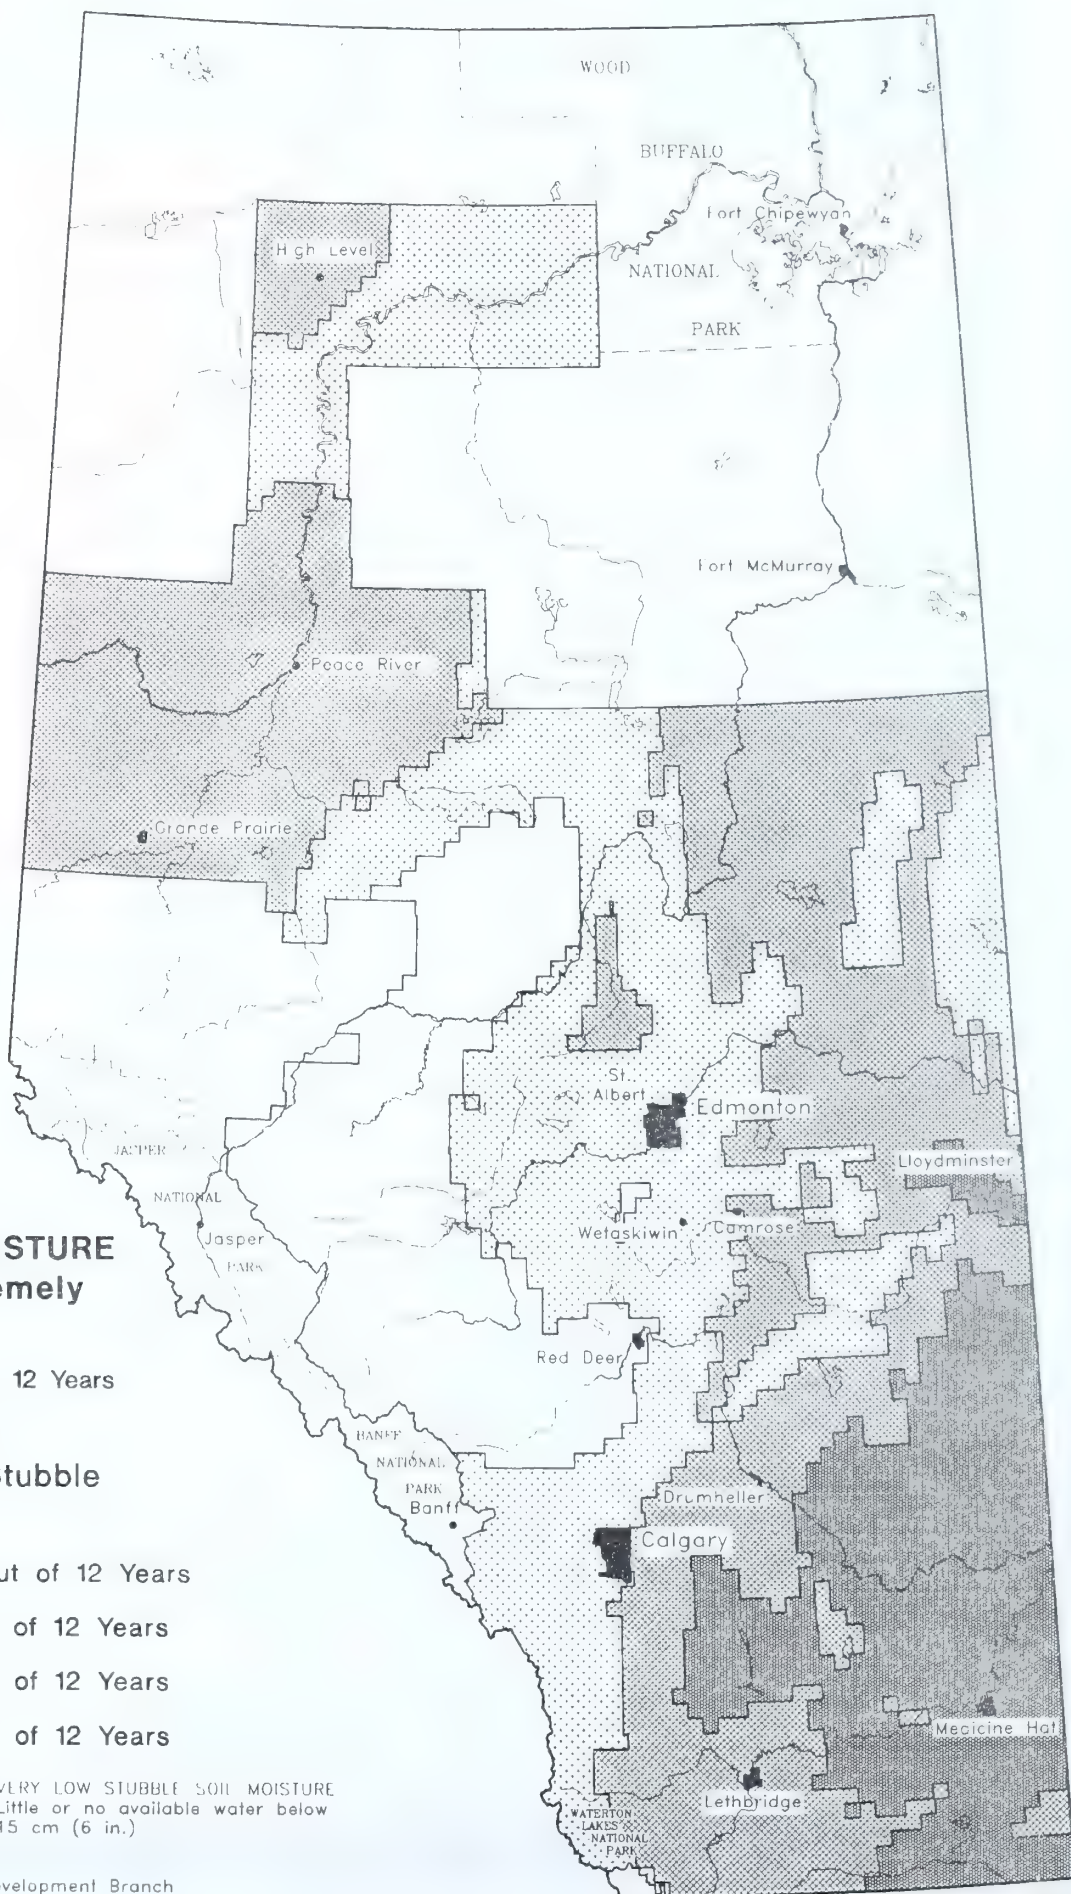 WOOD
BUFFALO
Fort Chipewyan
High Level
NATIONAL
PARK
Fort McMurray
Peace River
Grande Prairie
St.
Albert
Edmonton
JASPER
Lloydminster
NATIONAL
Wetaskiwin
Camrose
Jasper
PARK
STURE
emely
Red Deer
12 Years
BANFF
NATIONAL
PARK
Banff
Stubble
Drumheller
Calgary
ut of 12 Years
of 12 Years
of 12 Years
Medicine Hat
of 12 Years
VERY LOW STUBBLE SOIL MOISTURE
Little or no available water below
15 cm (6 in.)
Lethbridge
WATERTON
LAKES
NATIONAL
PARK
evelopment Branch